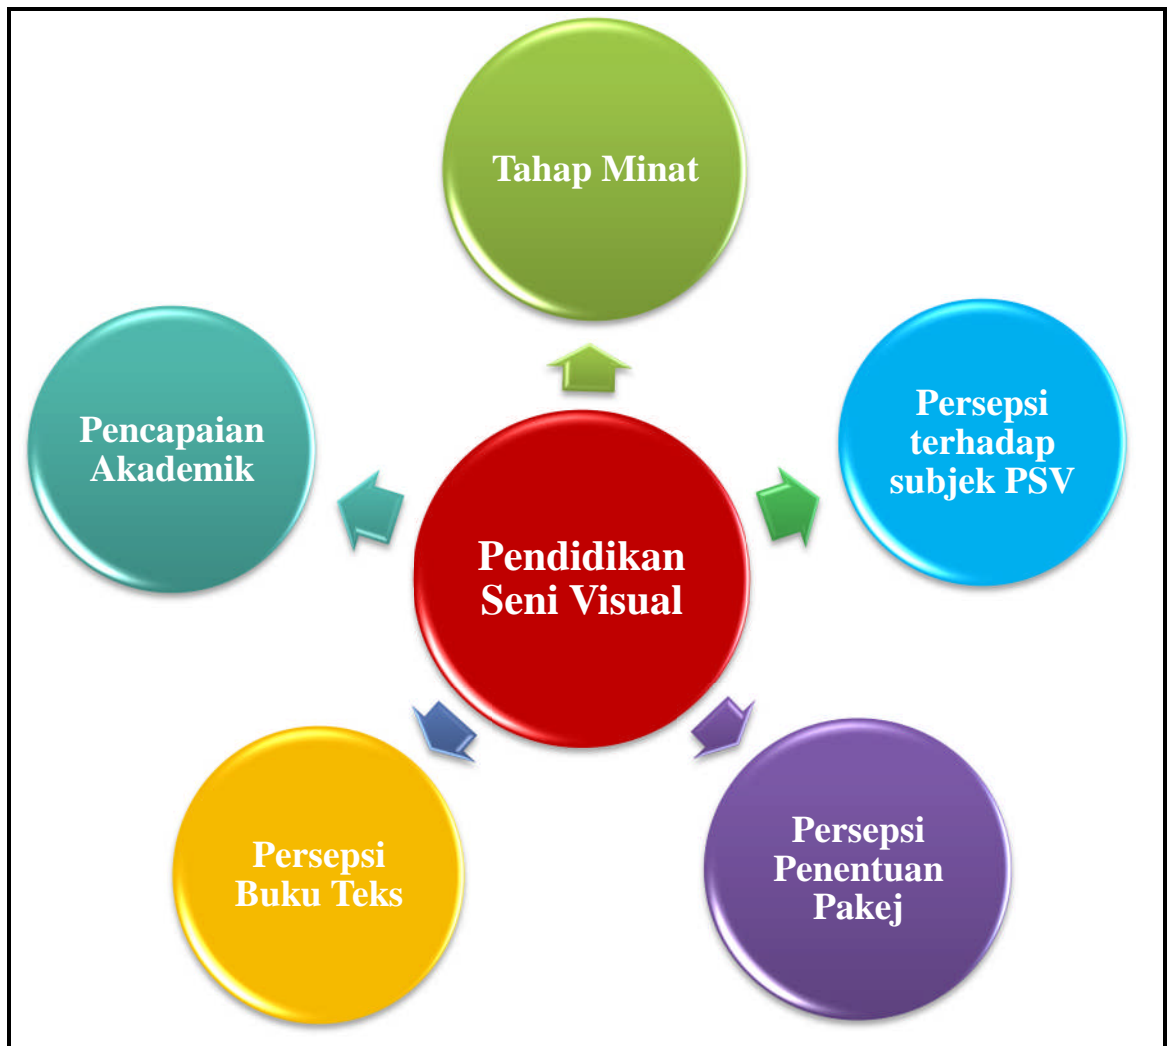 Tahap Minat
Persepsi
terhadap
subjek PSV
Persepsi
Penentuan
Pakej
Persepsi
Buku Teks
Pencapaian
Akademik
Pendidikan
Seni Visual